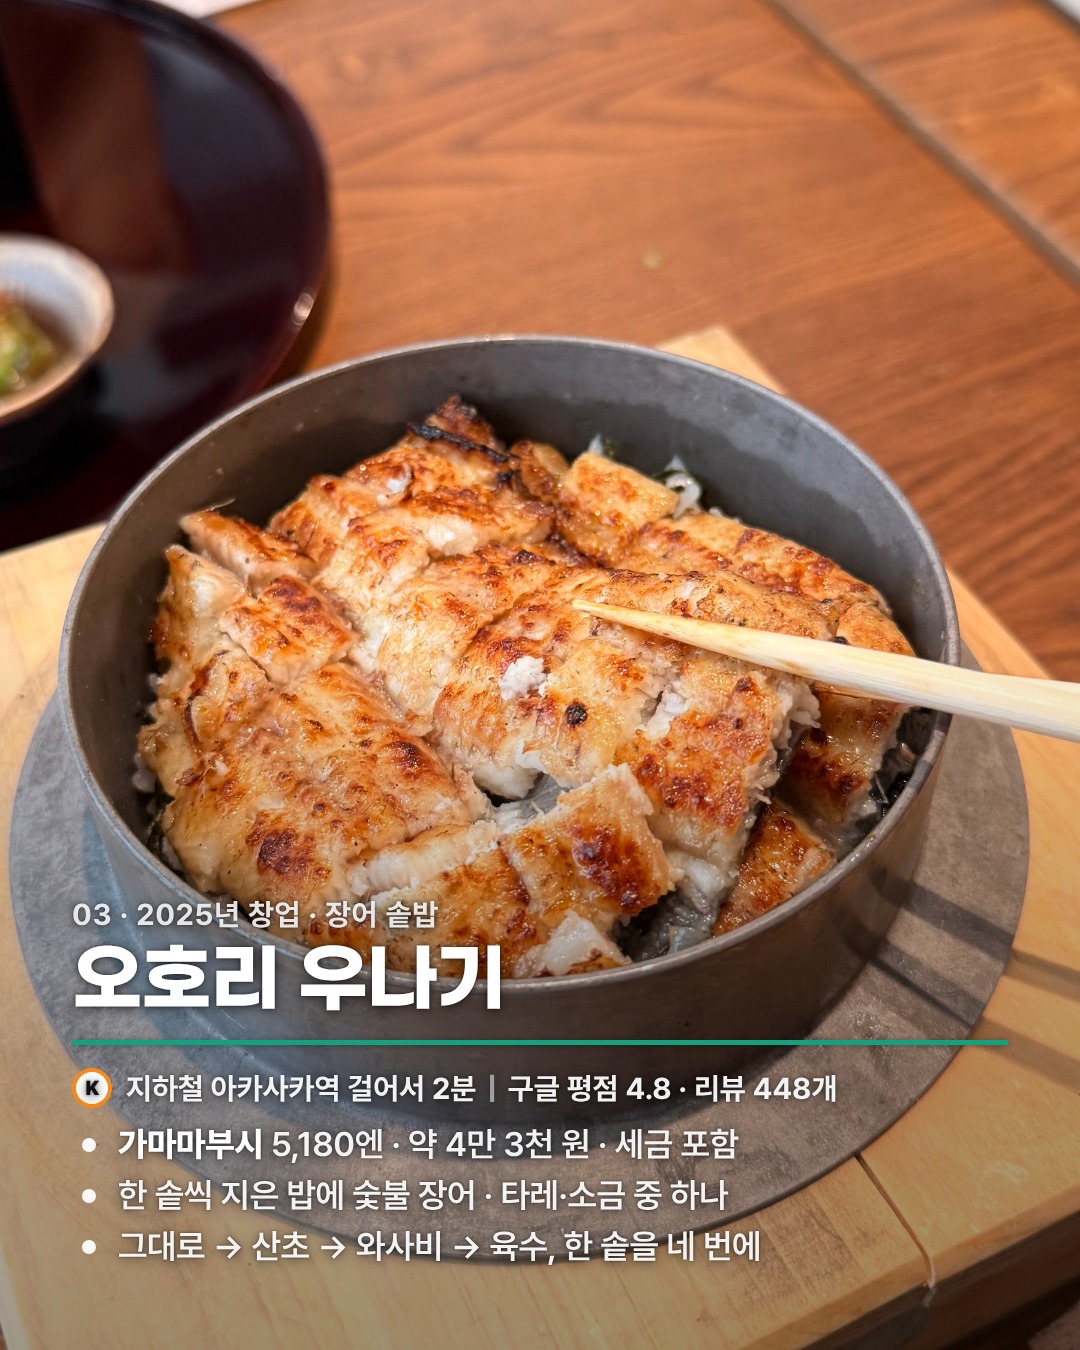 03 · 2025년 창업 · 장어 솥밥
오호리 우나기
K 지하철 아카사카역 걸어서 2분 | 구글 평점 4.8 · 리뷰 448개
• 가마마부시 5,180엔 · 약 4만 3천 원 · 세금 포함
• 한 솥씩 지은 밥에 숯불 장어 · 타레·소금 중 하나
• 그대로 → 산초 → 와사비 → 육수, 한 솥을 네 번에